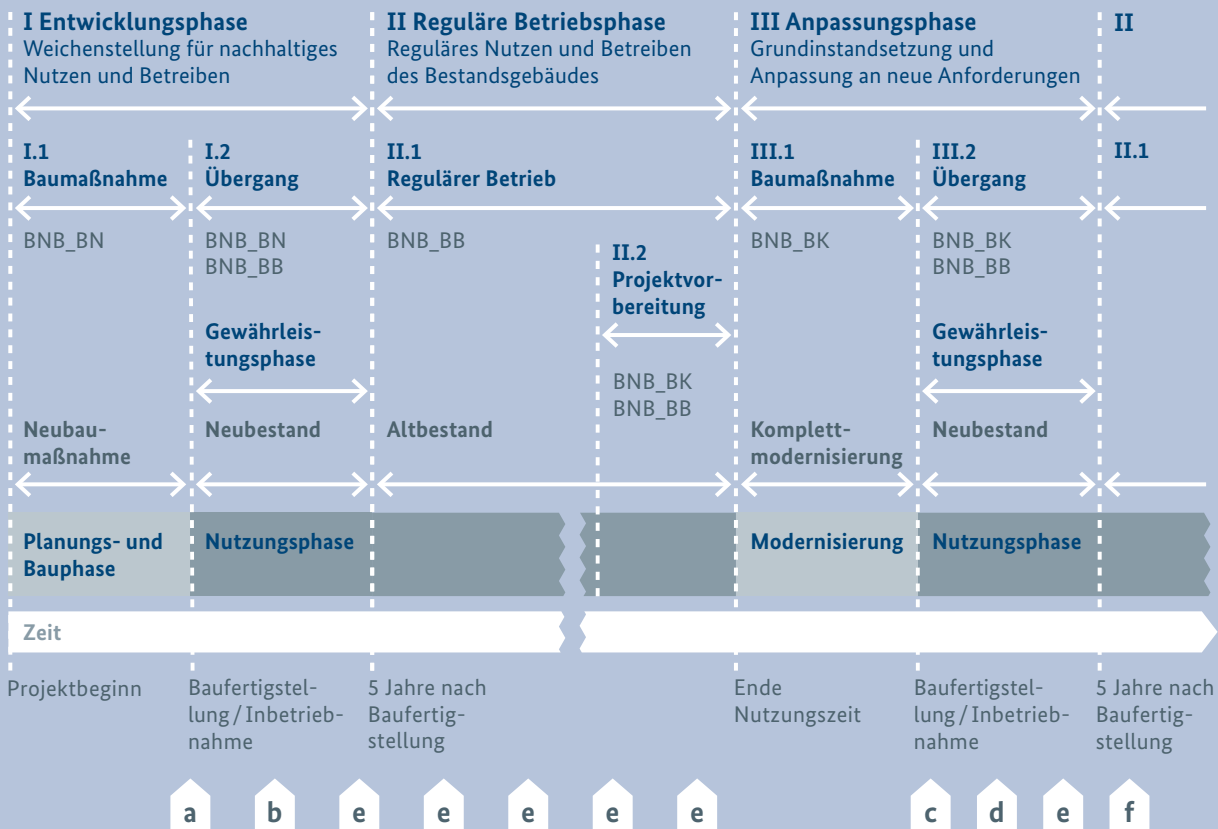 I Entwicklungsphase
Weichenstellung für nachhaltiges
Nutzen und Betreiben
II Reguläre Betriebsphase
Reguläres Nutzen und Betreiben
des Bestandsgebäudes
III Anpassungsphase
Grundinstandsetzung und
Anpassung an neue Anforderungen
II
I.1
Baumaßnahme
I.2
Übergang
II.1
Regulärer Betrieb
III.1
Baumaßnahme
III.2
Übergang
II.1
BNB_BN
BNB_BN
BNB_BB
BNB_BB
II.2
Projektvor-
bereitung
BNB_BK
BNB_BK
BNB_BB
Gewährleis-
tungsphase
BNB_BK
BNB_BB
Gewährleis-
tungsphase
Neubau-
maßnahme
Neubestand
Altbestand
Komplett-
modernisierung
Neubestand
Planungs- und
Bauphase
Nutzungsphase
Modernisierung
Nutzungsphase
Zeit
Projektbeginn
Baufertigstel-
lung / Inbetrieb-
nahme
5 Jahre nach
Baufertig-
stellung
Ende
Nutzungszeit
Baufertigstel-
lung / Inbetrieb-
nahme
5 Jahre nach
Baufertig-
stellung
a b e e e e e c d e f